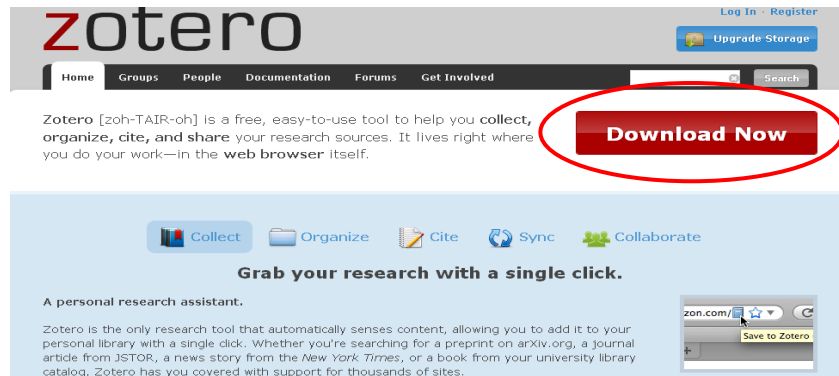 zotero
Log In · Register
Upgrade Storage
Home Groups People Documentation Forums Get Involved
Search
Zotero [zoh-TAIR-oh] is a free, easy-to-use tool to help you collect,
organize, cite, and share your research sources. It lives right where
you do your work—in the web browser itself.
Download Now
Collect Organize Cite Sync Collaborate
Grab your research with a single click.
A personal research assistant.
Zotero is the only research tool that automatically senses content, allowing you to add it to your
personal library with a single click. Whether you're searching for a preprint on arXiv.org, a journal
article from JSTOR, a news story from the New York Times, or a book from your university library
catalog, Zotero has you covered with support for thousands of sites.
zon.com/
Save to Zotero